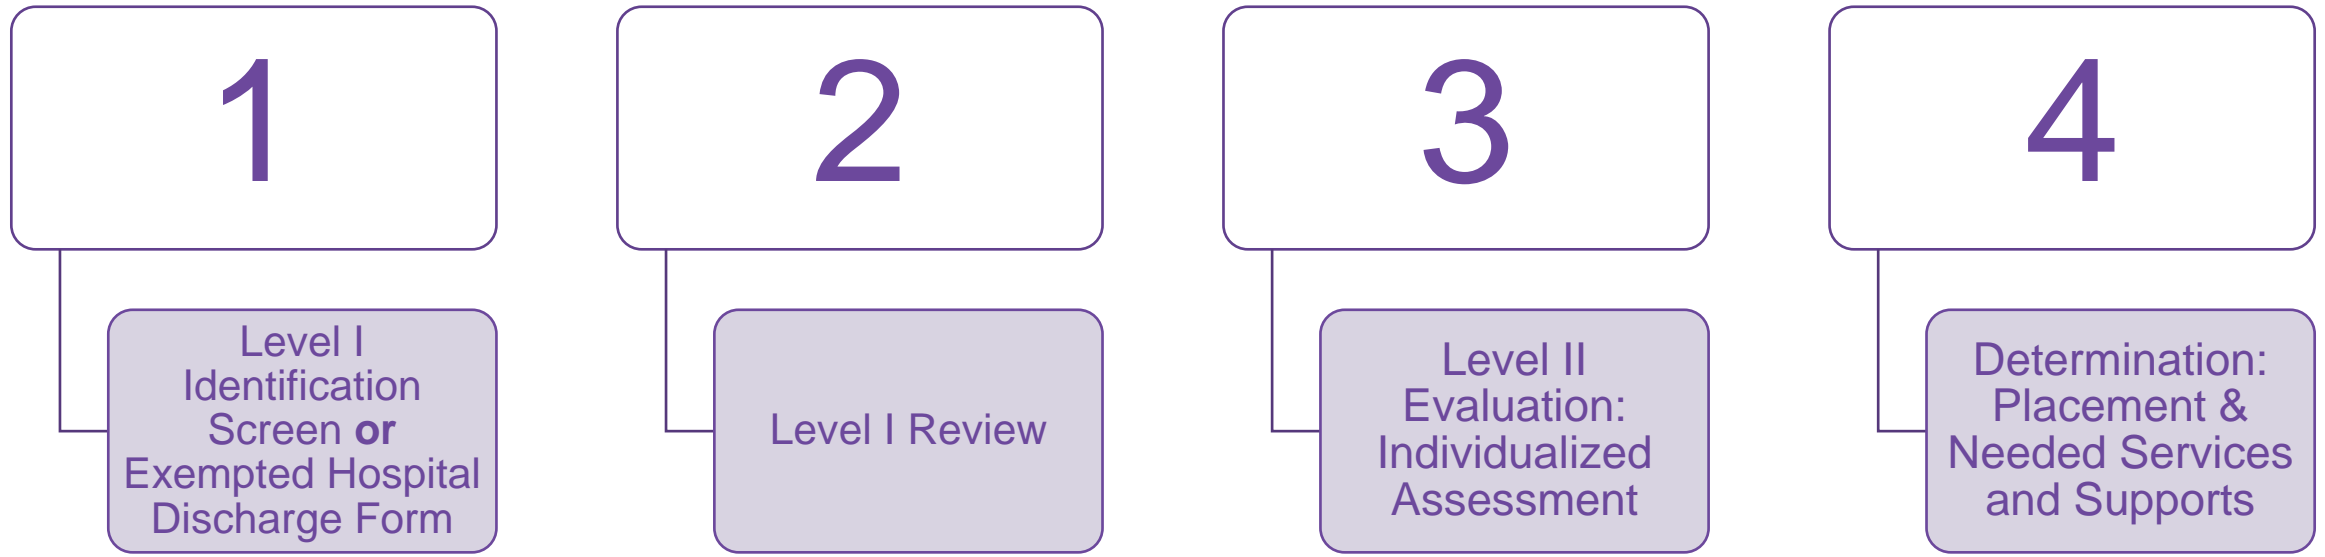 1
Level I
Identification
Screen or
Exempted Hospital
Discharge Form
2
Level I Review
3
Level II
Evaluation:
Individualized
Assessment
4
Determination:
Placement &
Needed Services
and Supports